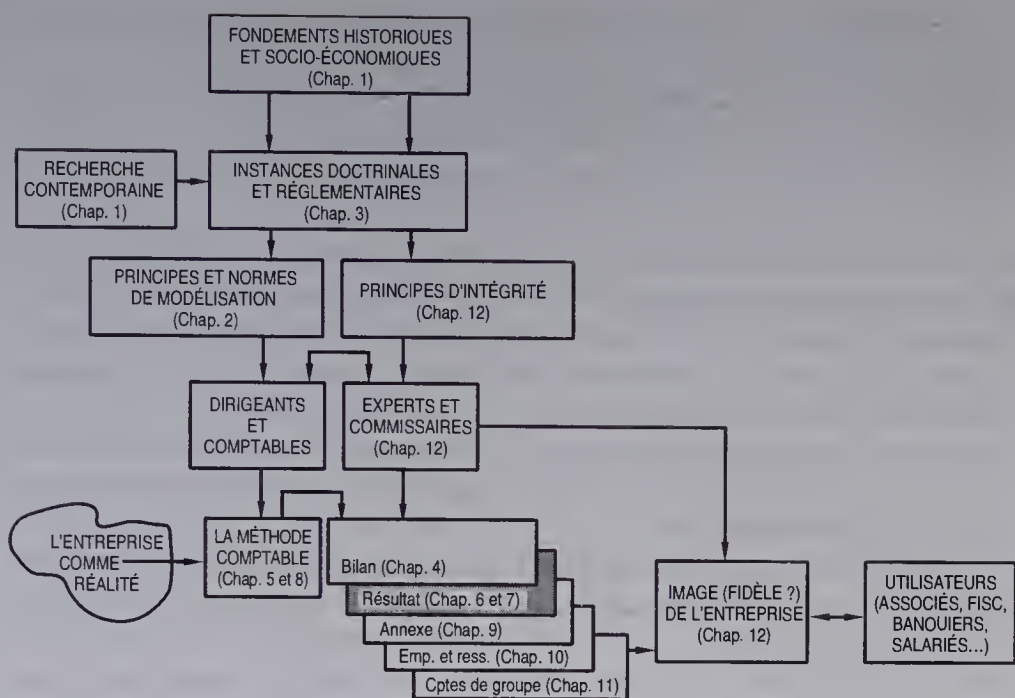 FONDEMENTS HISTORIOUES
ET SOCIO-ÉCONOMIQUES
(Chap. 1)
RECHERCHE
CONTEMPORAINE
(Chap. 1)
INSTANCES DOCTRINALES
ET RÉGLEMENTAIRES
(Chap. 3)
PRINCIPES ET NORMES
DE MODÉLISATION
(Chap. 2)
PRINCIPES D'INTÉGRITÉ
(Chap. 12)
DIRIGEANTS
ET
COMPTABLES
EXPERTS ET
COMMISSAIRES
(Chap. 12)
L'ENTREPRISE
COMME
RÉALITÉ
LA MÉTHODE
COMPTABLE
(Chap. 5 et 8)
Bilan (Chap. 4)
Résultat (Chap. 6 et 7)
Annexe (Chap. 9)
Emp. et ress. (Chap. 10)
Cptes de groupe (Chap. 11)
IMAGE (FIDÈLE ?)
DE L'ENTREPRISE
(Chap. 12)
UTILISATEURS
(ASSOCIÉS, FISC,
BANOUIERS,
SALARIÉS...)